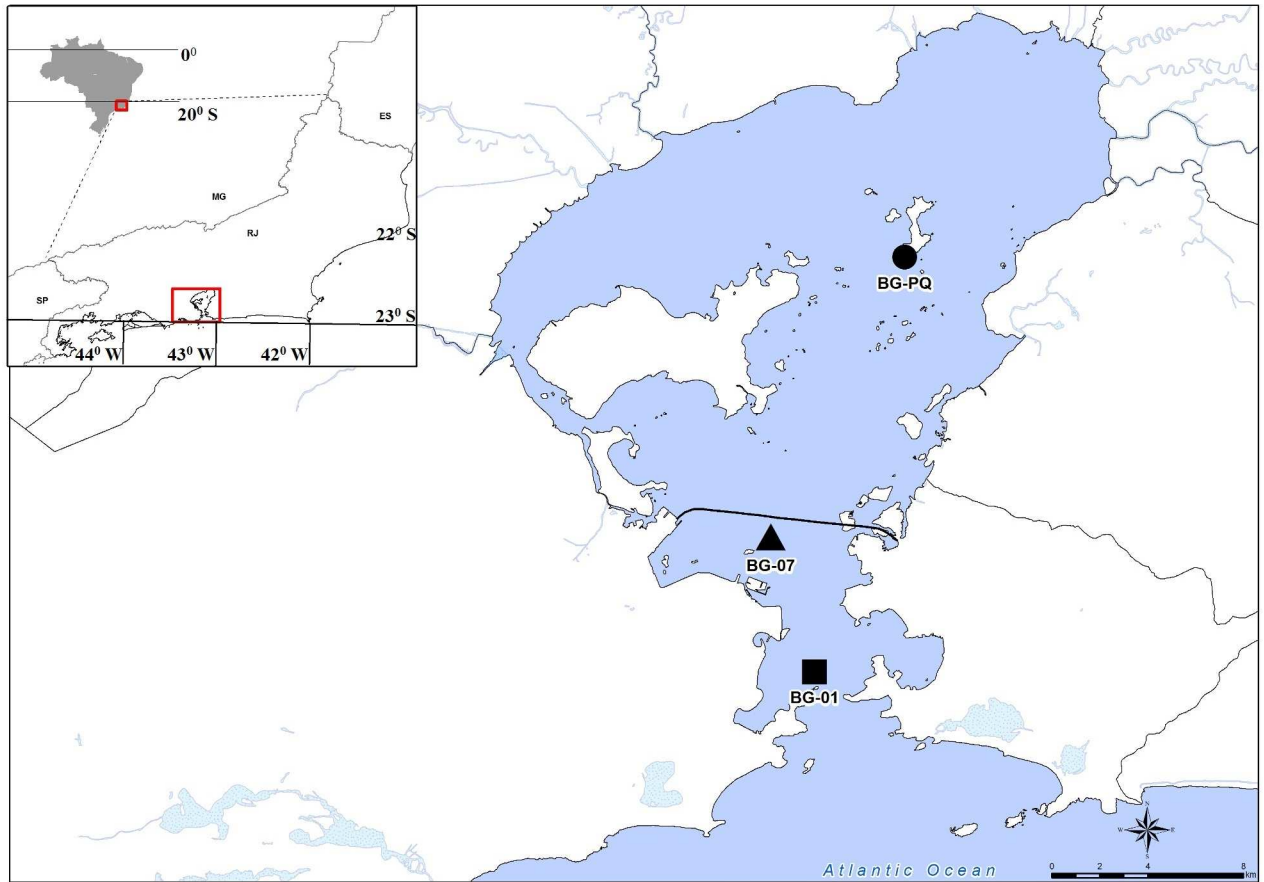 0⁰
20⁰ S
ES
MG
RJ
22⁰ S
SP
23⁰ S
44⁰ W
43⁰ W
42⁰ W
BG-PQ
BG-07
BG-01
N
W
E
S
Atlantic Ocean
0 2 4 8
km